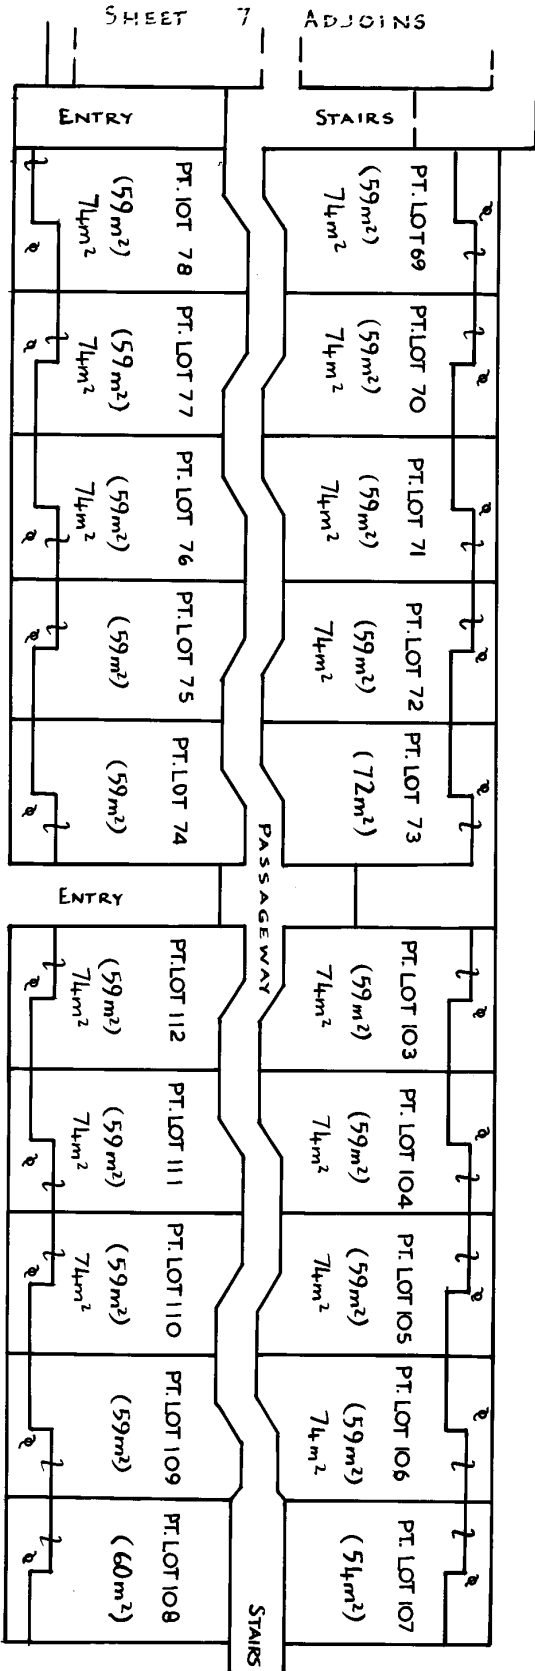 SHEET 7 ADJOINS
ENTRY
STAIRS
PT. LOT 78
(59m²)
74m²
PT. LOT 69
(59m²)
74m²
PT. LOT 77
(59m²)
74m²
PT. LOT 70
(59m²)
74m²
PT. LOT 76
(59m²)
74m²
PT. LOT 71
(59m²)
74m²
PT. LOT 75
(59m²)
PT. LOT 72
(59m²)
74m²
PT. LOT 74
(59m²)
PT. LOT 73
(72m²)
PASSAGEWAY
ENTRY
PT. LOT 112
(59m²)
74m²
PT. LOT 103
(59m²)
74m²
PT. LOT 111
(59m²)
74m²
PT. LOT 104
(59m²)
74m²
PT. LOT 110
(59m²)
74m²
PT. LOT 105
(59m²)
74m²
PT. LOT 109
(59m²)
PT. LOT 106
(59m²)
74m²
PT. LOT 108
(60m²)
PT. LOT 107
(54m²)
STAIRS